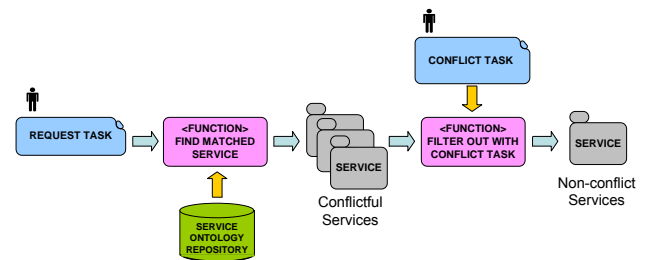 CONFLICT TASK
REQUEST TASK
<FUNCTION>
FIND MATCHED
SERVICE
SERVICE
Conflictful
Services
<FUNCTION>
FILTER OUT WITH
CONFLICT TASK
SERVICE
Non-conflict
Services
SERVICE
ONTOLOGY
REPOSITORY